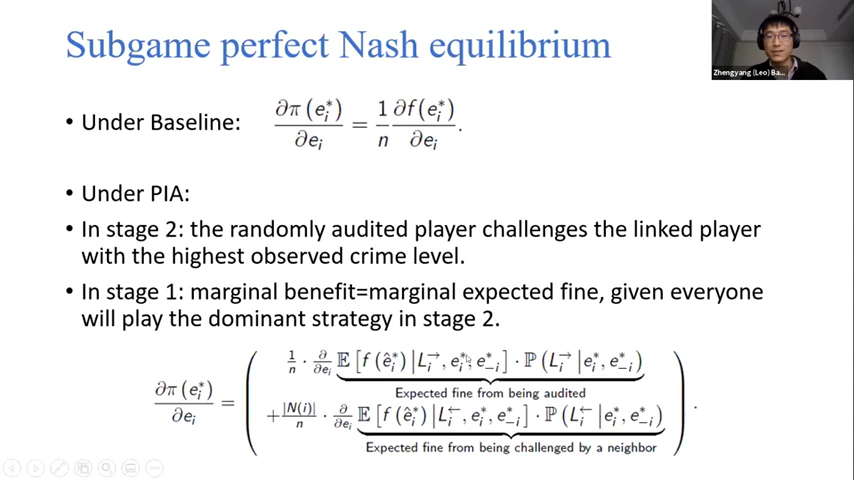 Subgame perfect Nash equilibrium
Zhengyang (Leo) Ba...
• Under Baseline: ∂π(e_i^*)/∂e_i = 1/n ∂f(e_i^*)/∂e_i.
• Under PIA:
• In stage 2: the randomly audited player challenges the linked player
with the highest observed crime level.
• In stage 1: marginal benefit=marginal expected fine, given everyone
will play the dominant strategy in stage 2.
∂π(e_i^*)/∂e_i = ( 1/n · ∂/∂e_i 𝔼[f(ê_i^*)|L_i^→, e_i^*, e_{-i}^*] · ℙ(L_i^→|e_i^*, e_{-i}^*)
Expected fine from being audited
+ |N(i)|/n · ∂/∂e_i 𝔼[f(ê_i^*)|L_i^←, e_i^*, e_{-i}^*] · ℙ(L_i^←|e_i^*, e_{-i}^*) ).
Expected fine from being challenged by a neighbor